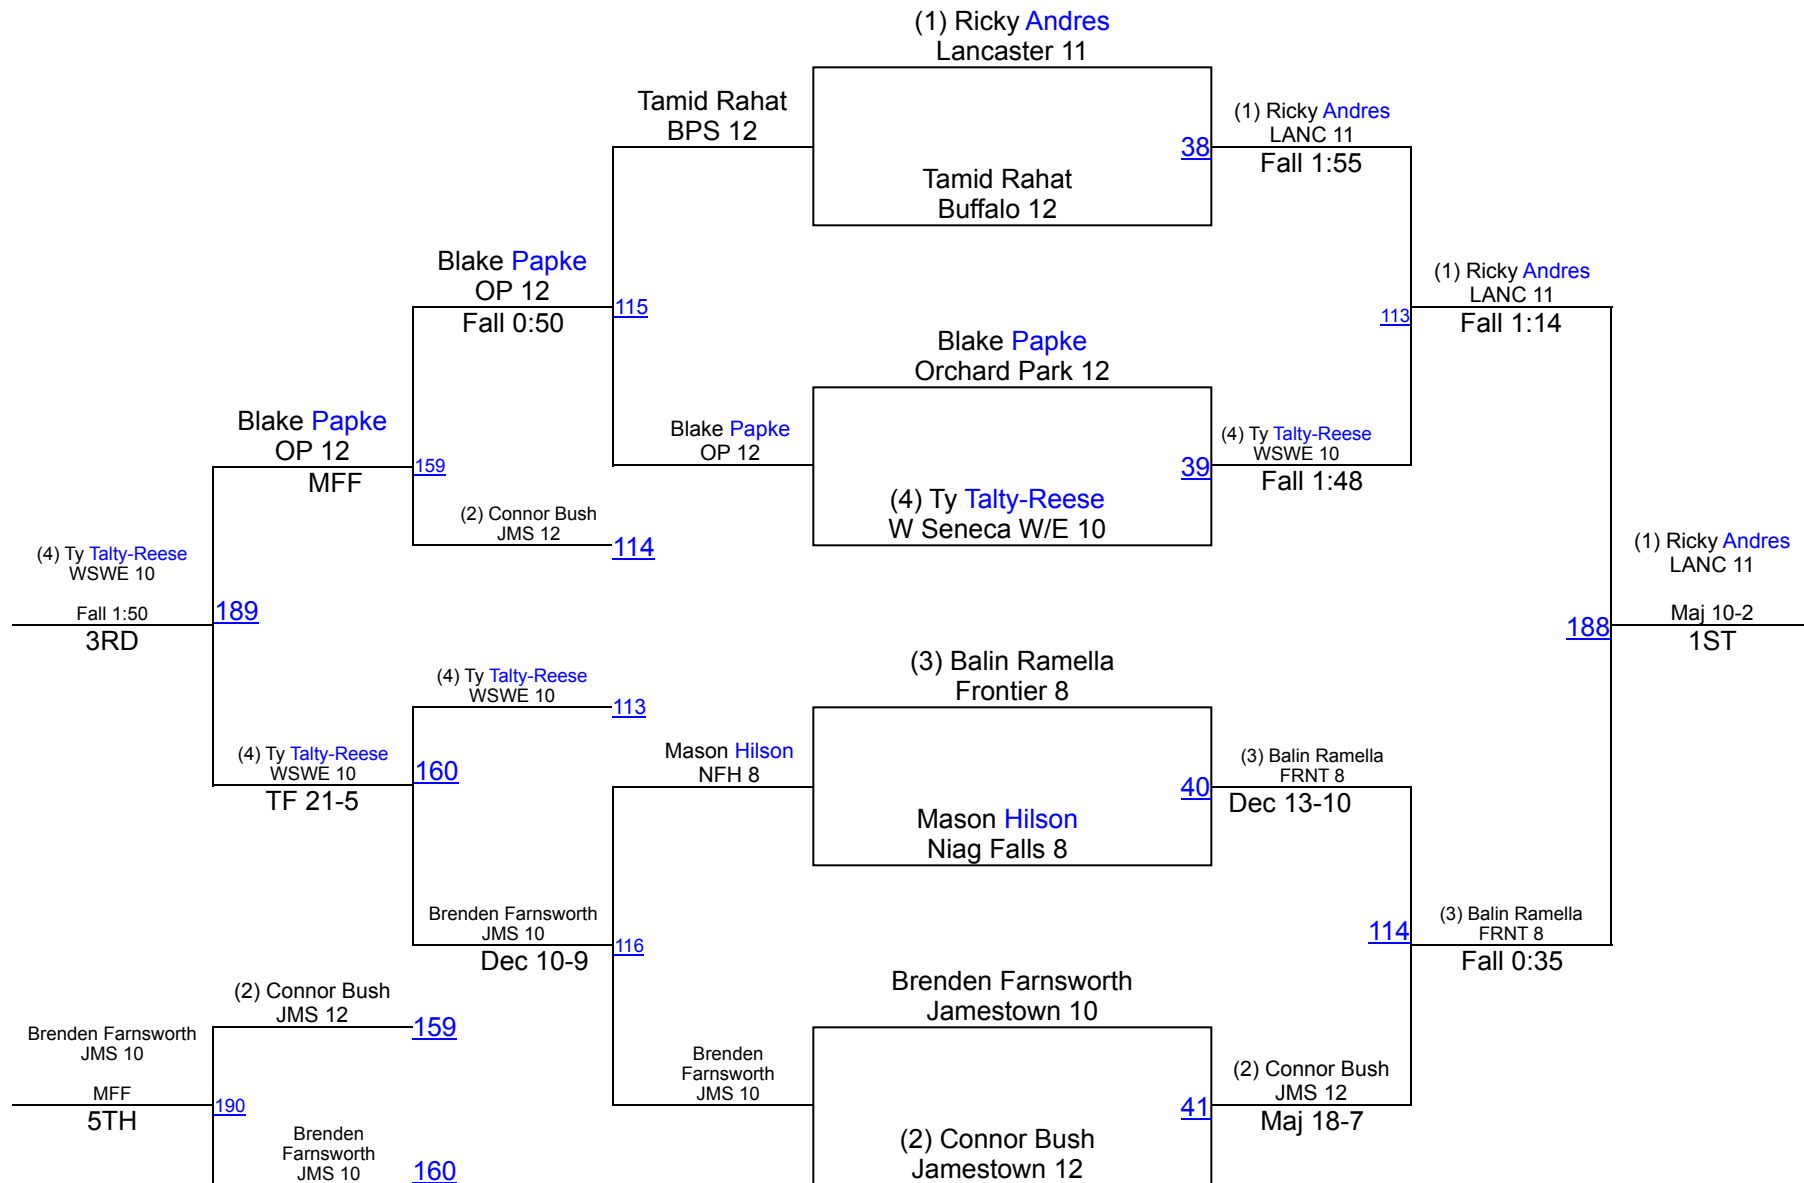 (1) Ricky Andres
Lancaster 11
Tamid Rahat
BPS 12
(1) Ricky Andres
LANC 11
38
Fall 1:55
Tamid Rahat
Buffalo 12
Blake Papke
OP 12
Fall 0:50
115
(1) Ricky Andres
LANC 11
113
Fall 1:14
Blake Papke
Orchard Park 12
Blake Papke
OP 12
MFF
159
Blake Papke
OP 12
(4) Ty Talty-Reese
WSWE 10
39
Fall 1:48
(4) Ty Talty-Reese
W Seneca W/E 10
(2) Connor Bush
JMS 12
114
(4) Ty Talty-Reese
WSWE 10
Fall 1:50
3RD
189
(1) Ricky Andres
LANC 11
188
Maj 10-2
1ST
(3) Balin Ramella
Frontier 8
(4) Ty Talty-Reese
WSWE 10
113
(4) Ty Talty-Reese
WSWE 10
TF 21-5
160
Mason Hilson
NFH 8
(3) Balin Ramella
FRNT 8
40
Dec 13-10
Mason Hilson
Niag Falls 8
Brenden Farnsworth
JMS 10
Dec 10-9
116
114
(3) Balin Ramella
FRNT 8
Fall 0:35
Brenden Farnsworth
Jamestown 10
(2) Connor Bush
JMS 12
159
Brenden Farnsworth
JMS 10
MFF
5TH
190
Brenden
Farnsworth
JMS 10
(2) Connor Bush
JMS 12
41
Maj 18-7
Brenden
Farnsworth
JMS 10
160
(2) Connor Bush
Jamestown 12